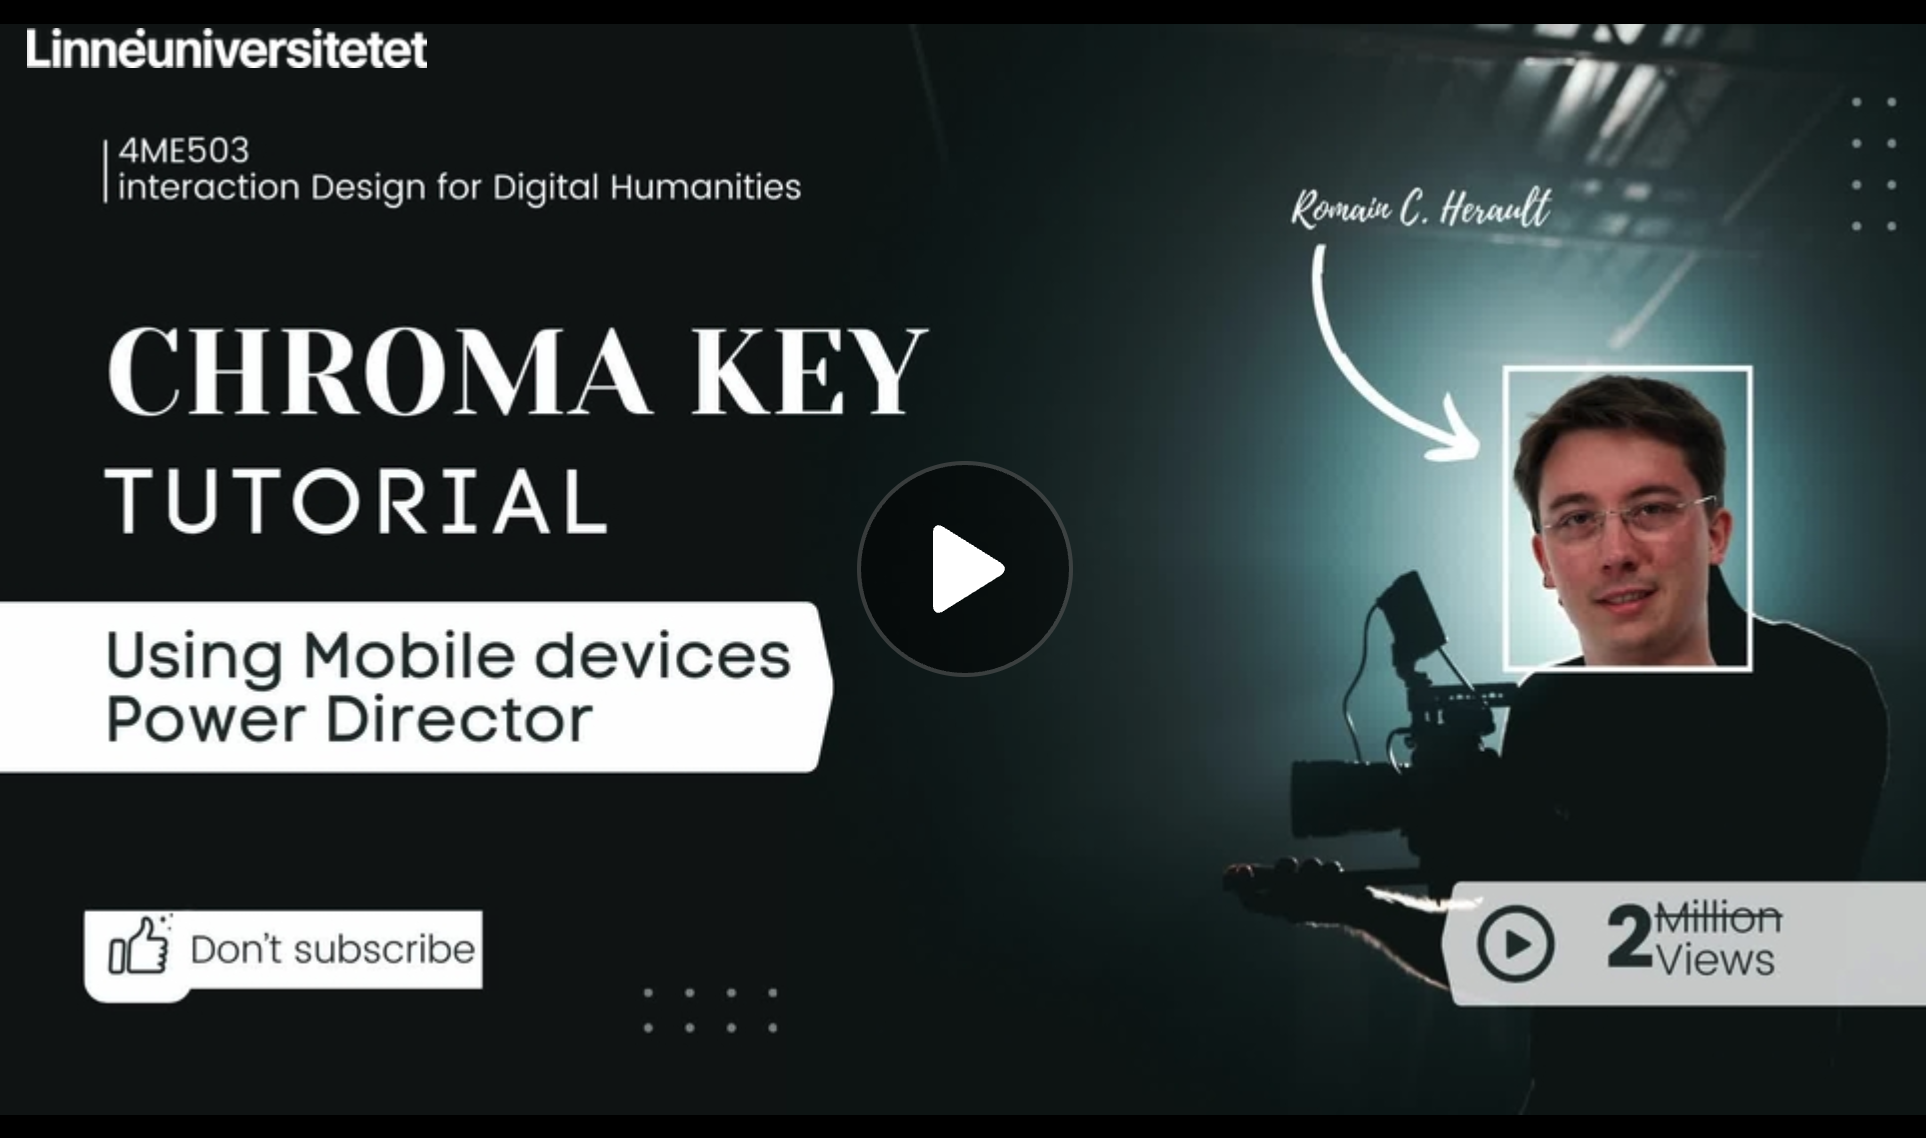 Linnéuniversitetet
4ME503
interaction Design for Digital Humanities
Romain C. Herault
CHROMA KEY
TUTORIAL
Using Mobile devices
Power Director
Don't subscribe
2 Million
Views